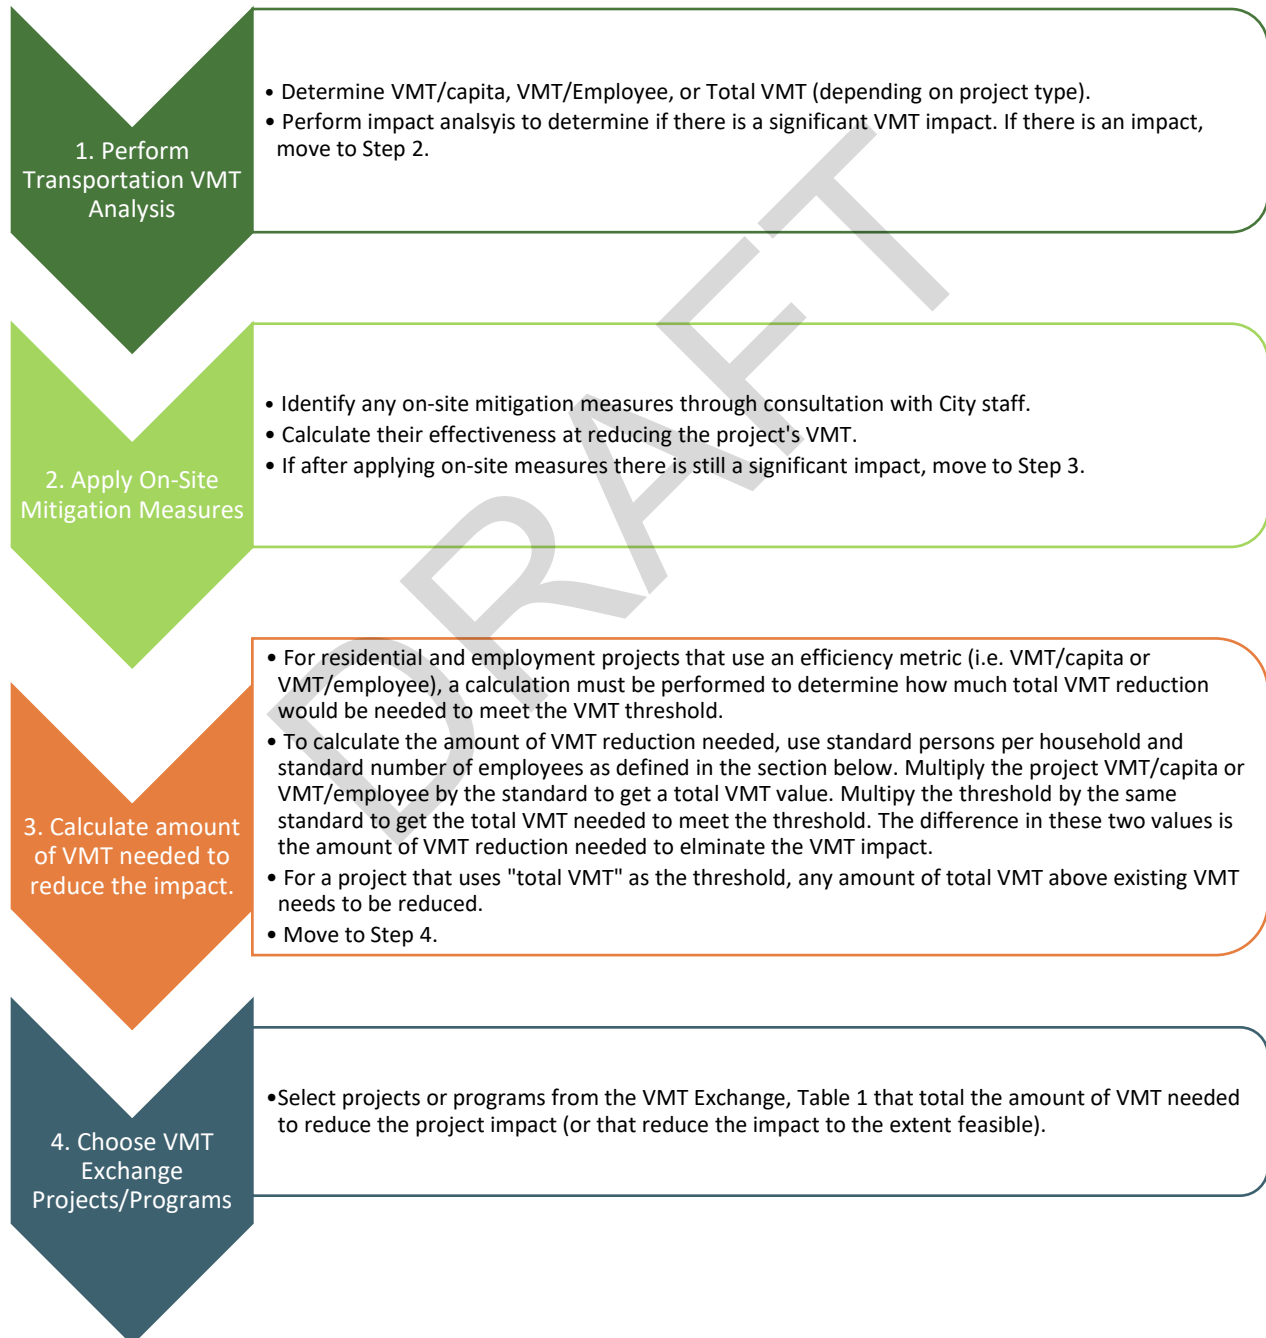 1. Perform
Transportation VMT
Analysis
• Determine VMT/capita, VMT/Employee, or Total VMT (depending on project type).
• Perform impact analsyis to determine if there is a significant VMT impact. If there is an impact,
move to Step 2.
2. Apply On-Site
Mitigation Measures
• Identify any on-site mitigation measures through consultation with City staff.
• Calculate their effectiveness at reducing the project's VMT.
• If after applying on-site measures there is still a significant impact, move to Step 3.
3. Calculate amount
of VMT needed to
reduce the impact.
• For residential and employment projects that use an efficiency metric (i.e. VMT/capita or
VMT/employee), a calculation must be performed to determine how much total VMT reduction
would be needed to meet the VMT threshold.
• To calculate the amount of VMT reduction needed, use standard persons per household and
standard number of employees as defined in the section below. Multiply the project VMT/capita or
VMT/employee by the standard to get a total VMT value. Multipy the threshold by the same
standard to get the total VMT needed to meet the threshold. The difference in these two values is
the amount of VMT reduction needed to elminate the VMT impact.
• For a project that uses "total VMT" as the threshold, any amount of total VMT above existing VMT
needs to be reduced.
• Move to Step 4.
4. Choose VMT
Exchange
Projects/Programs
•Select projects or programs from the VMT Exchange, Table 1 that total the amount of VMT needed
to reduce the project impact (or that reduce the impact to the extent feasible).
DRAFT